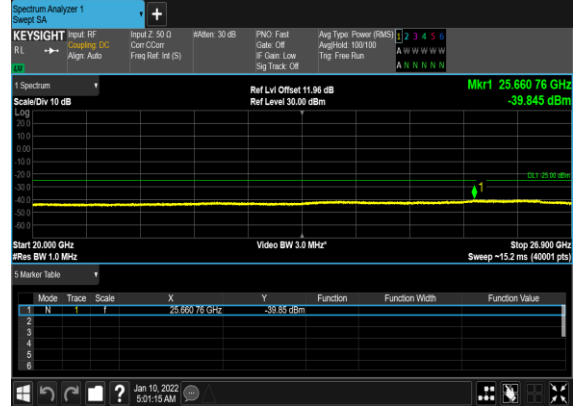 Spectrum Analyzer 1
Swept SA
+
KEYSIGHT Input: RF Input Z: 50 Ω #Atten: 30 dB PNO: Fast Avg Type: Power (RMS) 1 2 3 4 5 6
RL Coupling: DC Corr CCorr Gate: Off Avg|Hold: 100/100 A W W W W W
Align: Auto Freq Ref: Int (S) IF Gain: Low Trig: Free Run
Sig Track: Off A N N N N N
LXI
1 Spectrum Ref Lvl Offset 11.96 dB Mkr1 25.660 76 GHz
Scale/Div 10 dB Ref Level 30.00 dBm -39.845 dBm
Log
20.0
10.0
0.00
-10.0
-20.0
DL1 -25.00 dBm
-30.0
1
-40.0
-50.0
-60.0
Start 20.000 GHz Video BW 3.0 MHz* Stop 26.900 GHz
#Res BW 1.0 MHz Sweep ~15.2 ms (40001 pts)
5 Marker Table
Mode Trace Scale X Y Function Function Width Function Value
1 N 1 f 25.660 76 GHz -39.85 dBm
2
3
4
5
6
? Jan 10, 2022
5:01:15 AM